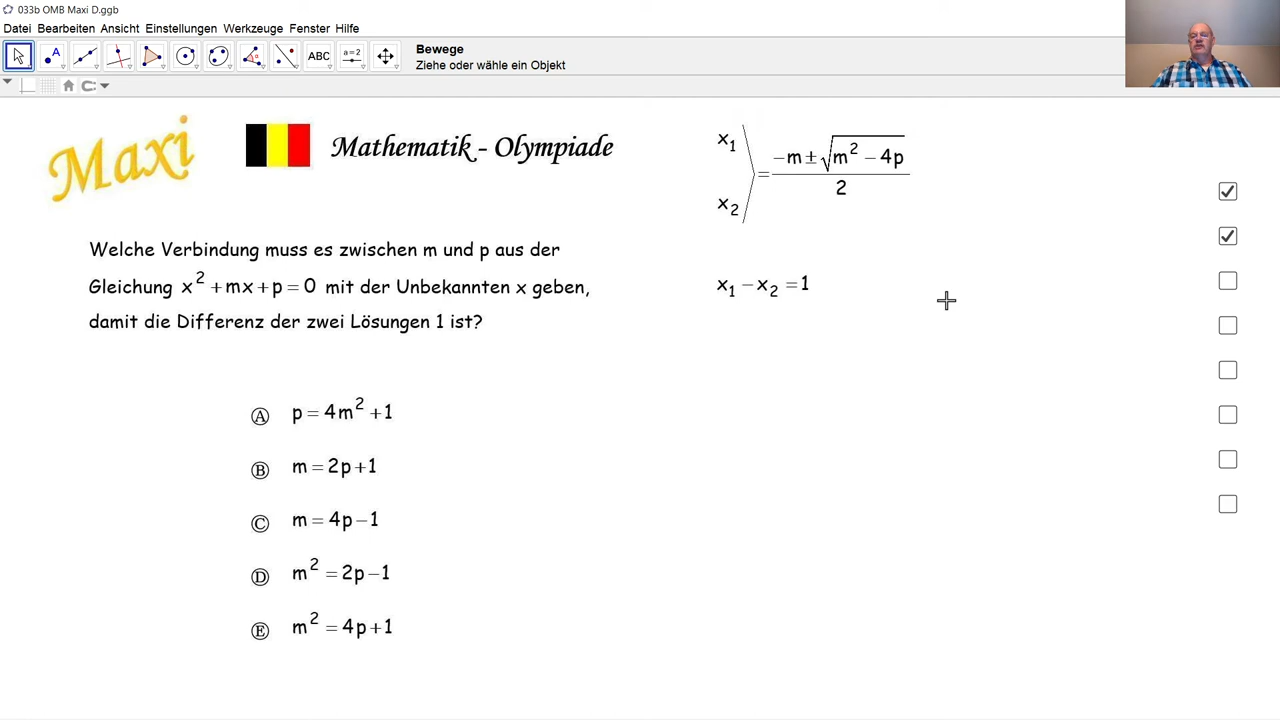 033b OMB Maxi D.ggb
Datei Bearbeiten Ansicht Einstellungen Werkzeuge Fenster Hilfe
A
ABC
a=2
Bewege
Ziehe oder wähle ein Objekt
Maxi
Mathematik - Olympiade
Welche Verbindung muss es zwischen m und p aus der
Gleichung x² + mx + p = 0 mit der Unbekannten x geben,
damit die Differenz der zwei Lösungen 1 ist?
Ⓐ p = 4m² + 1
Ⓑ m = 2p + 1
Ⓒ m = 4p − 1
Ⓓ m² = 2p − 1
Ⓔ m² = 4p + 1
x₁
x₂
= (−m ± √(m² − 4p)) / 2
x₁ − x₂ = 1